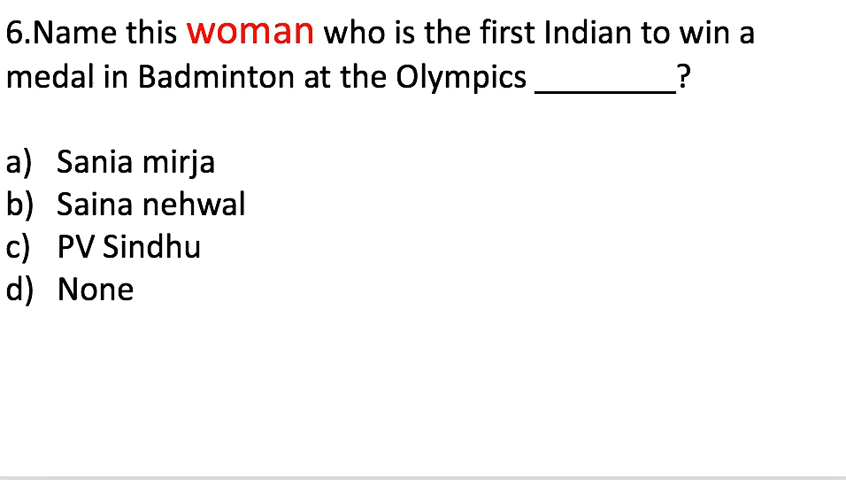 6.Name this woman who is the first Indian to win a
medal in Badminton at the Olympics _________?
a) Sania mirja
b) Saina nehwal
c) PV Sindhu
d) None